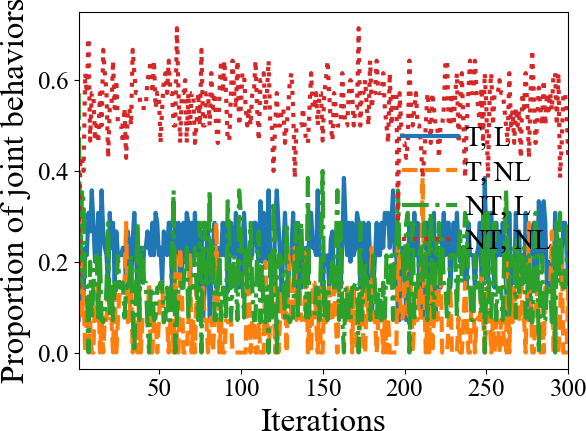 Proportion of joint behaviors
0.6
0.4
0.2
0.0
T, L
T, NL
NT, L
NT, NL
50
100
150
200
250
300
Iterations